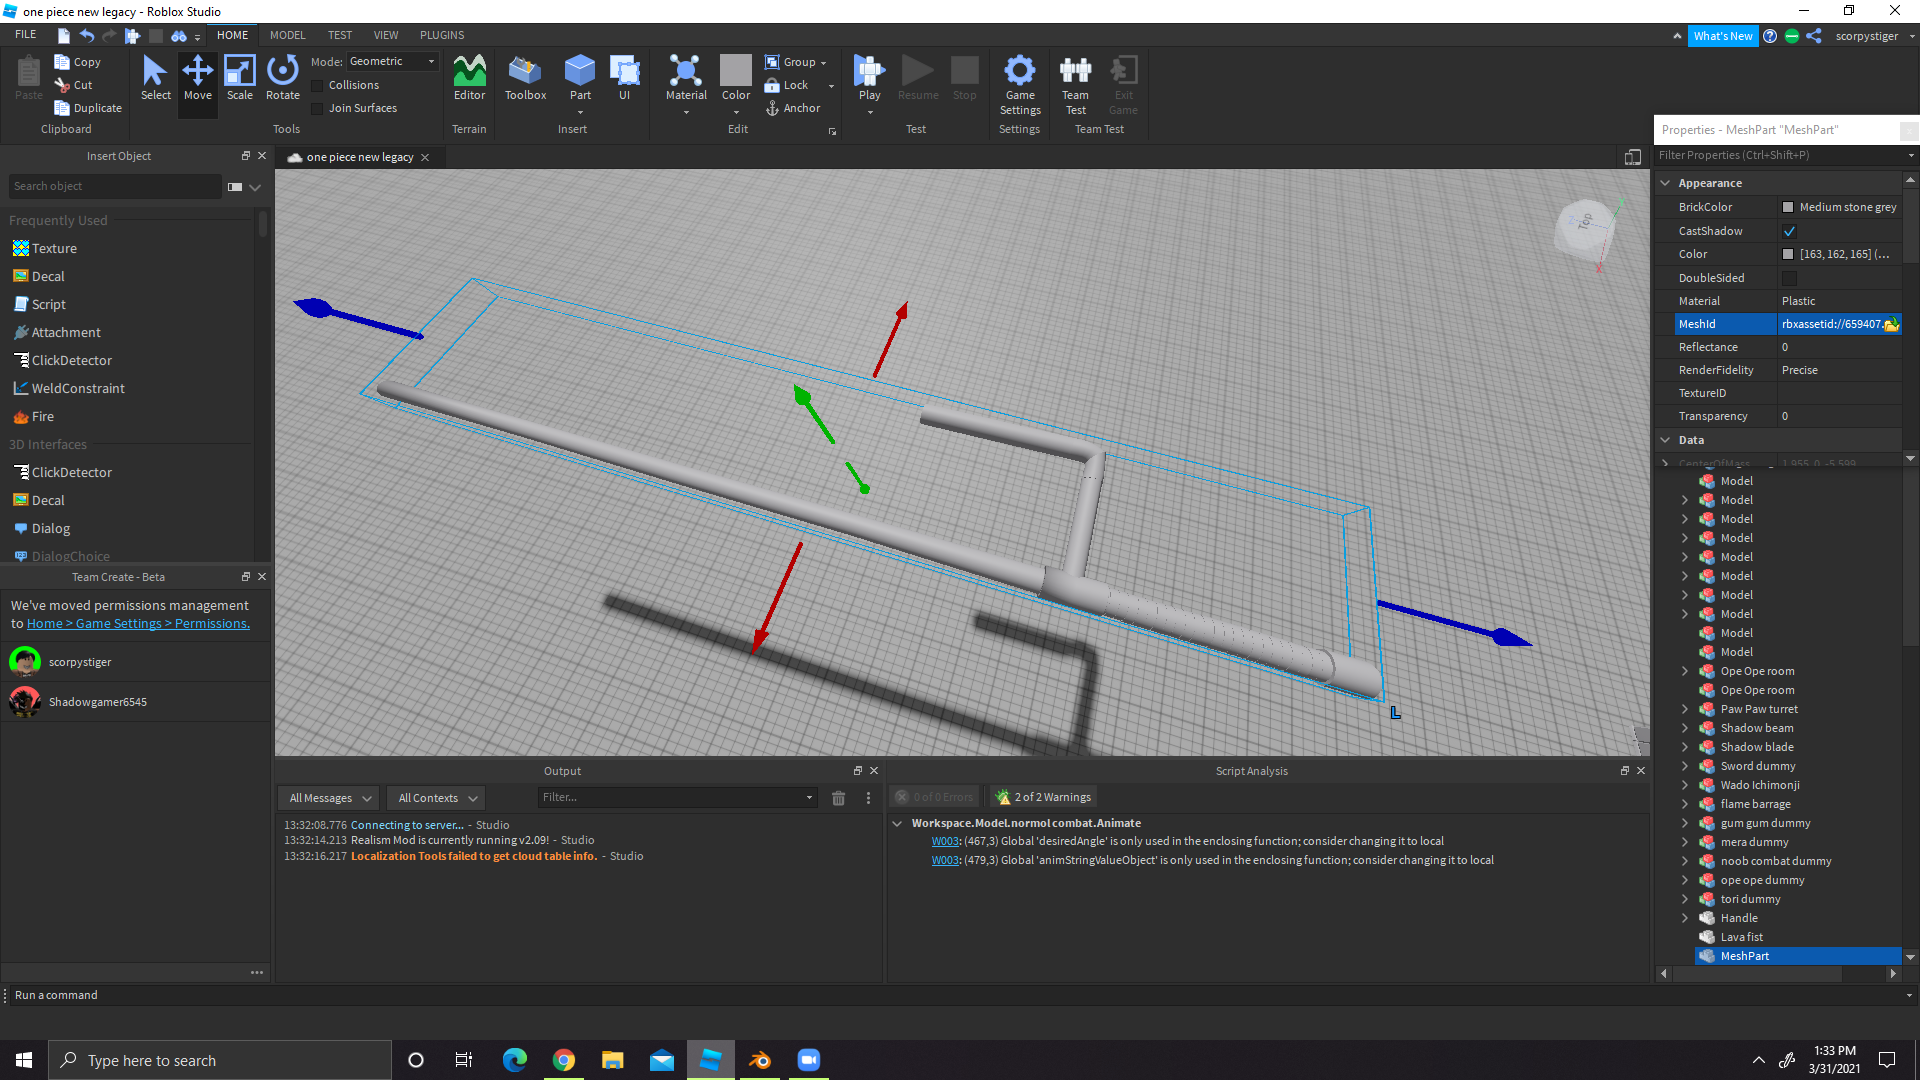 one piece new legacy - Roblox Studio
FILE
HOME
MODEL
TEST
VIEW
PLUGINS
What's New
scorpystiger
Paste
Copy
Cut
Duplicate
Clipboard
Select
Move
Scale
Rotate
Mode: Geometric
Collisions
Join Surfaces
Tools
Editor
Terrain
Toolbox
Part
UI
Insert
Material
Color
Group
Lock
Anchor
Edit
Play
Resume
Stop
Test
Game Settings
Settings
Team Test
Exit Game
Team Test
Insert Object
Search object
Frequently Used
Texture
Decal
Script
Attachment
ClickDetector
WeldConstraint
Fire
3D Interfaces
ClickDetector
Decal
Dialog
DialogChoice
Team Create - Beta
We've moved permissions management
to Home > Game Settings > Permissions.
scorpystiger
Shadowgamer6545
one piece new legacy
Top
Z
Y
X
L
Output
All Messages
All Contexts
Filter...
13:32:08.776 Connecting to server... - Studio
13:32:14.213 Realism Mod is currently running v2.09! - Studio
13:32:16.217 Localization Tools failed to get cloud table info. - Studio
Script Analysis
0 of 0 Errors
2 of 2 Warnings
Workspace.Model.normol combat.Animate
W003: (467,3) Global 'desiredAngle' is only used in the enclosing function; consider changing it to local
W003: (479,3) Global 'animStringValueObject' is only used in the enclosing function; consider changing it to local
Properties - MeshPart "MeshPart"
Filter Properties (Ctrl+Shift+P)
Appearance
BrickColor Medium stone grey
CastShadow
Color [163, 162, 165] (...
DoubleSided
Material Plastic
MeshId rbxassetid://659407...
Reflectance 0
RenderFidelity Precise
TextureID
Transparency 0
Data
CenterOfMass 1.955, 0, -5.599
Model
Model
Model
Model
Model
Model
Model
Model
Model
Model
Ope Ope room
Ope Ope room
Paw Paw turret
Shadow beam
Shadow blade
Sword dummy
Wado Ichimonji
flame barrage
gum gum dummy
mera dummy
noob combat dummy
ope ope dummy
tori dummy
Handle
Lava fist
MeshPart
Run a command
Type here to search
1:33 PM
3/31/2021